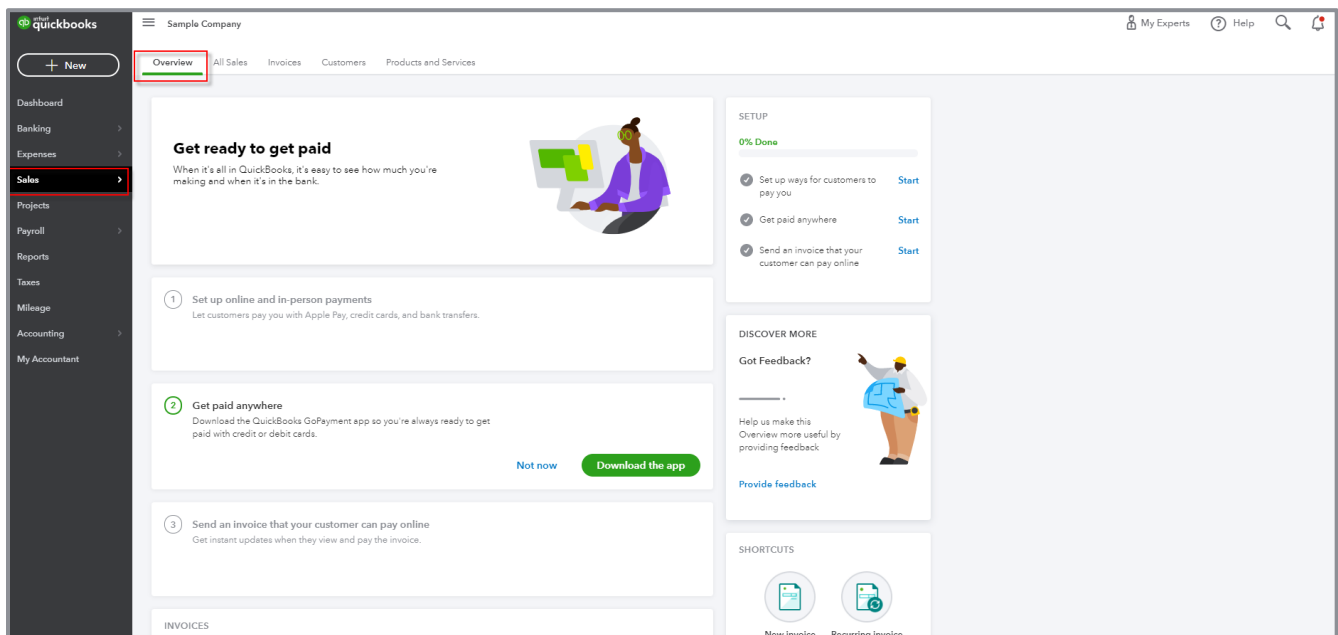 qb intuit quickbooks
Sample Company
My Experts
? Help
+ New
Overview
All Sales
Invoices
Customers
Products and Services
Dashboard
Banking
Expenses
Sales
Projects
Payroll
Reports
Taxes
Mileage
Accounting
My Accountant
Get ready to get paid
When it's all in QuickBooks, it's easy to see how much you're
making and when it's in the bank.
1 Set up online and in-person payments
Let customers pay you with Apple Pay, credit cards, and bank transfers.
2 Get paid anywhere
Download the QuickBooks GoPayment app so you're always ready to get
paid with credit or debit cards.
Not now
Download the app
3 Send an invoice that your customer can pay online
Get instant updates when they view and pay the invoice.
INVOICES
SETUP
0% Done
Set up ways for customers to
pay you
Start
Get paid anywhere
Start
Send an invoice that your
customer can pay online
Start
DISCOVER MORE
Got Feedback?
Help us make this
Overview more useful by
providing feedback
Provide feedback
SHORTCUTS
New invoice
Recurring invoice